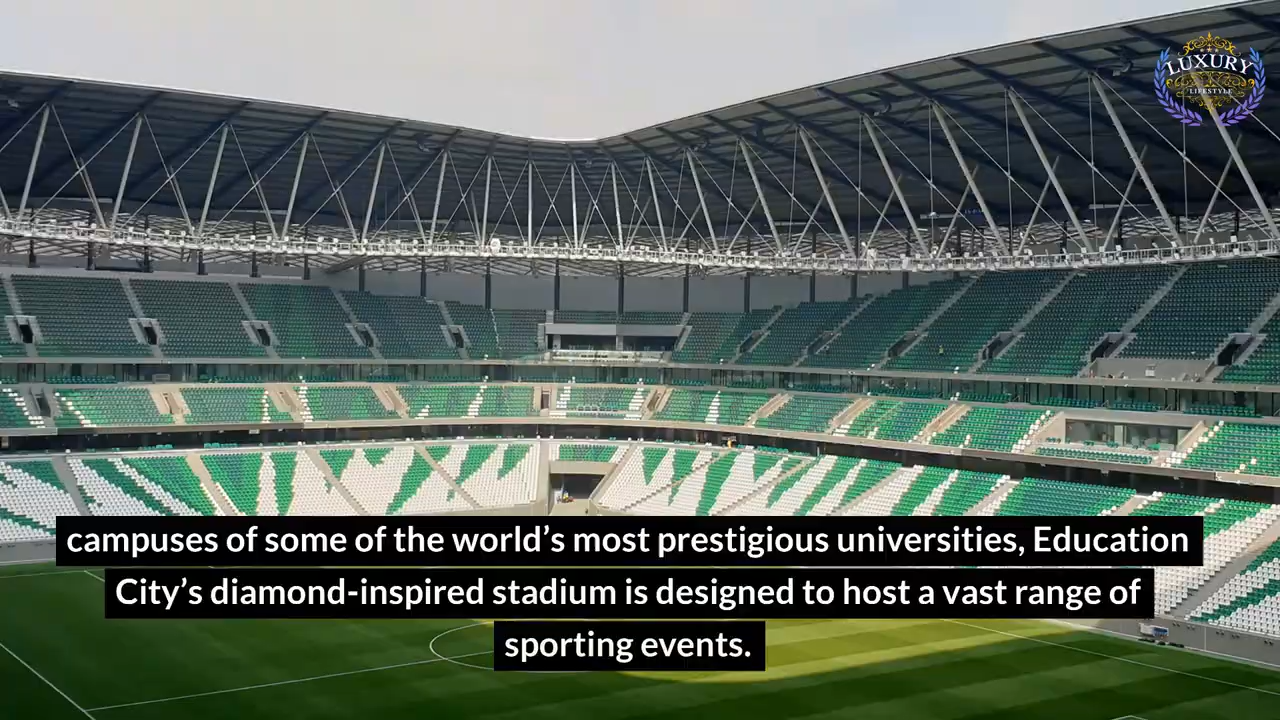 LUXURY
LIFESTYLE
campuses of some of the world’s most prestigious universities, Education
City’s diamond-inspired stadium is designed to host a vast range of
sporting events.